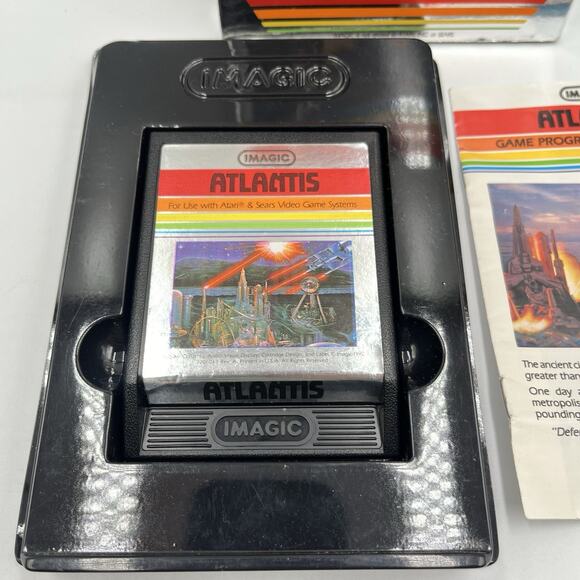 IMAGIC
IMAGIC
ATLANTIS
For Use with Atari® & Sears Video Game Systems
ATLANTIS
IMAGIC
IM
ATL
GAME PROGR
The ancient ci
greater than
One day a
metropolis
pounding
"Defe